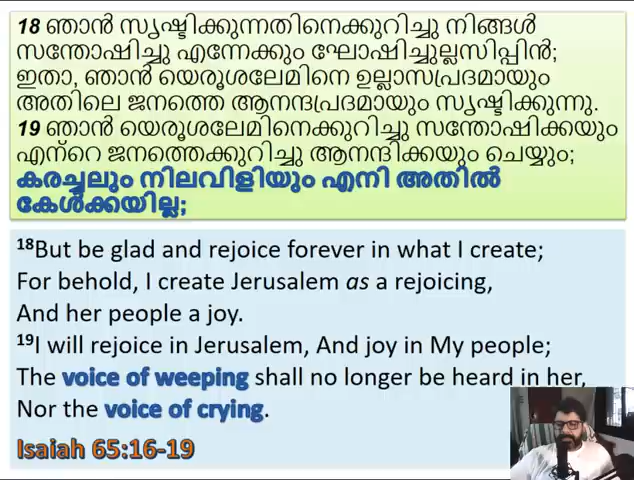 18 ഞാൻ സൃഷ്ടിക്കുന്നതിനെക്കുറിച്ചു നിങ്ങൾ
സന്തോഷിച്ചു എന്നേക്കും ഘോഷിച്ചുല്ലസിപ്പിൻ;
ഇതാ, ഞാൻ യെരൂശലേമിനെ ഉല്ലാസപ്രദമായും
അതിലെ ജനത്തെ ആനന്ദപ്രദമായും സൃഷ്ടിക്കുന്നു.
19 ഞാൻ യെരൂശലേമിനെക്കുറിച്ചു സന്തോഷിക്കയും
എന്റെ ജനത്തെക്കുറിച്ചു ആനന്ദിക്കയും ചെയ്യും;
കരച്ചലും നിലവിളിയും എനി അതിൽ
കേൾക്കയില്ല;
18But be glad and rejoice forever in what I create;
For behold, I create Jerusalem as a rejoicing,
And her people a joy.
19I will rejoice in Jerusalem, And joy in My people;
The voice of weeping shall no longer be heard in her,
Nor the voice of crying.
Isaiah 65:16-19